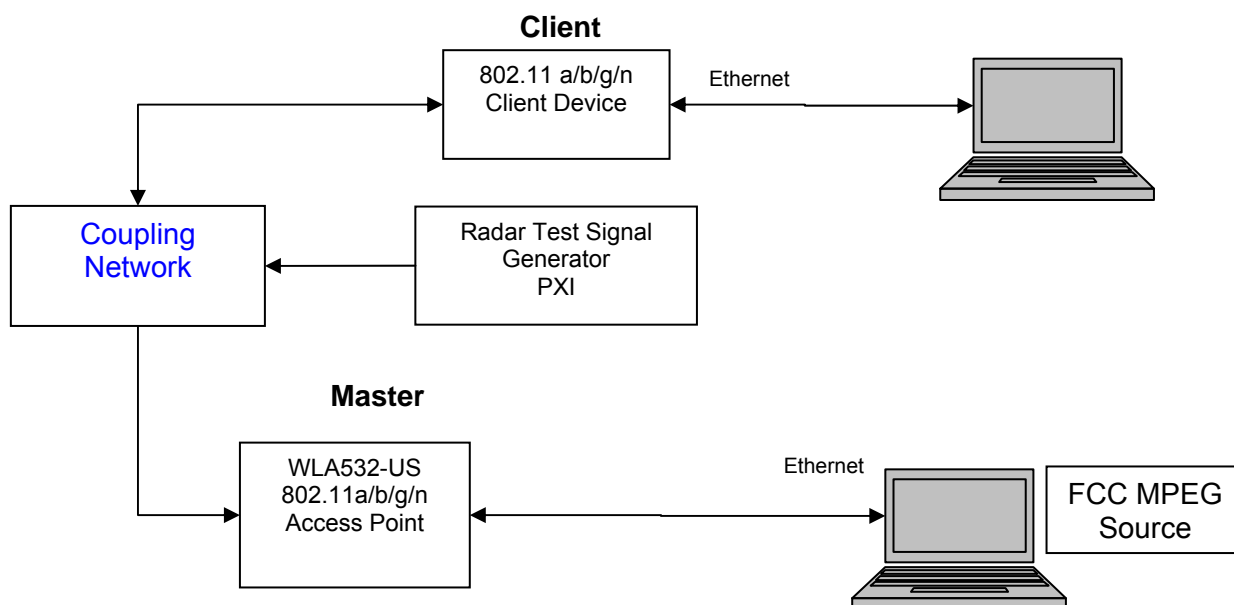 Client
802.11 a/b/g/n
Client Device
Ethernet
Coupling
Network
Radar Test Signal
Generator
PXI
Master
WLA532-US
802.11a/b/g/n
Access Point
Ethernet
FCC MPEG
Source